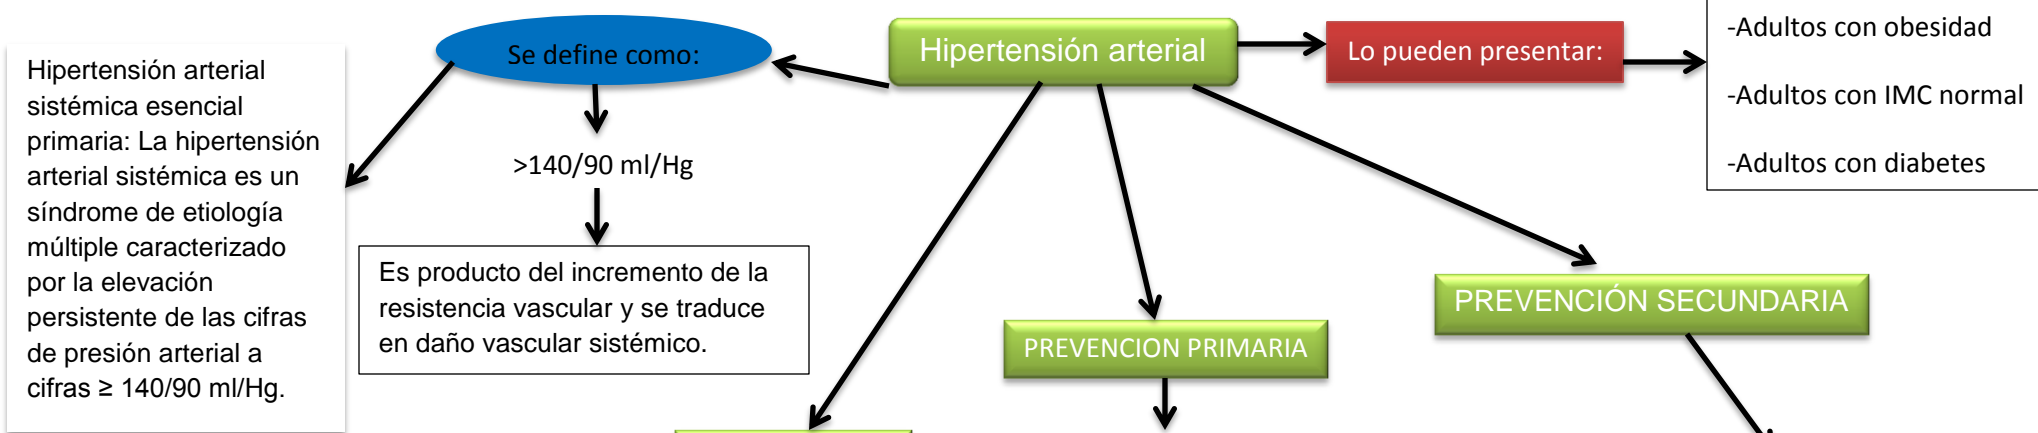 Hipertensión arterial
sistémica esencial
primaria: La hipertensión
arterial sistémica es un
síndrome de etiología
múltiple caracterizado
por la elevación
persistente de las cifras
de presión arterial a
cifras ≥ 140/90 ml/Hg.
Se define como:
>140/90 ml/Hg
Es producto del incremento de la
resistencia vascular y se traduce
en daño vascular sistémico.
Hipertensión arterial
Lo pueden presentar:
-Adultos con obesidad
-Adultos con IMC normal
-Adultos con diabetes
PREVENCION PRIMARIA
PREVENCIÓN SECUNDARIA